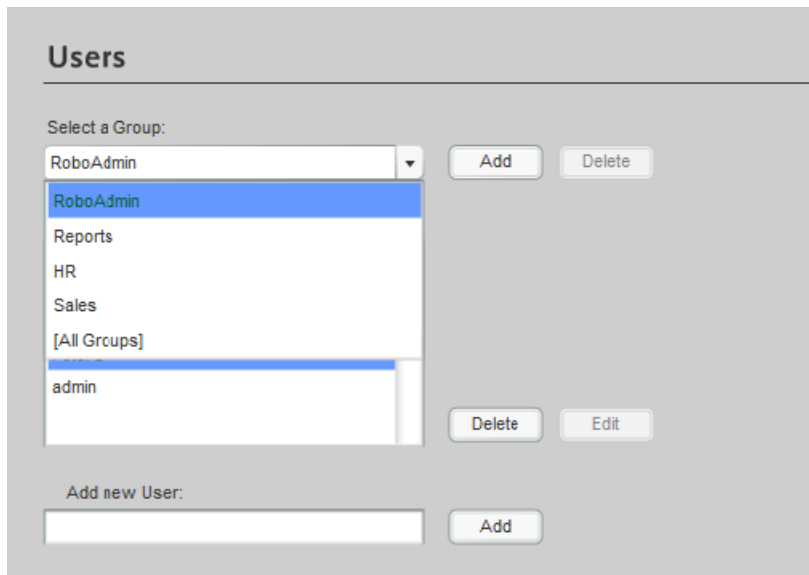 Users
Select a Group:
RoboAdmin
Add
Delete
RoboAdmin
Reports
HR
Sales
[All Groups]
admin
Delete
Edit
Add new User:
Add